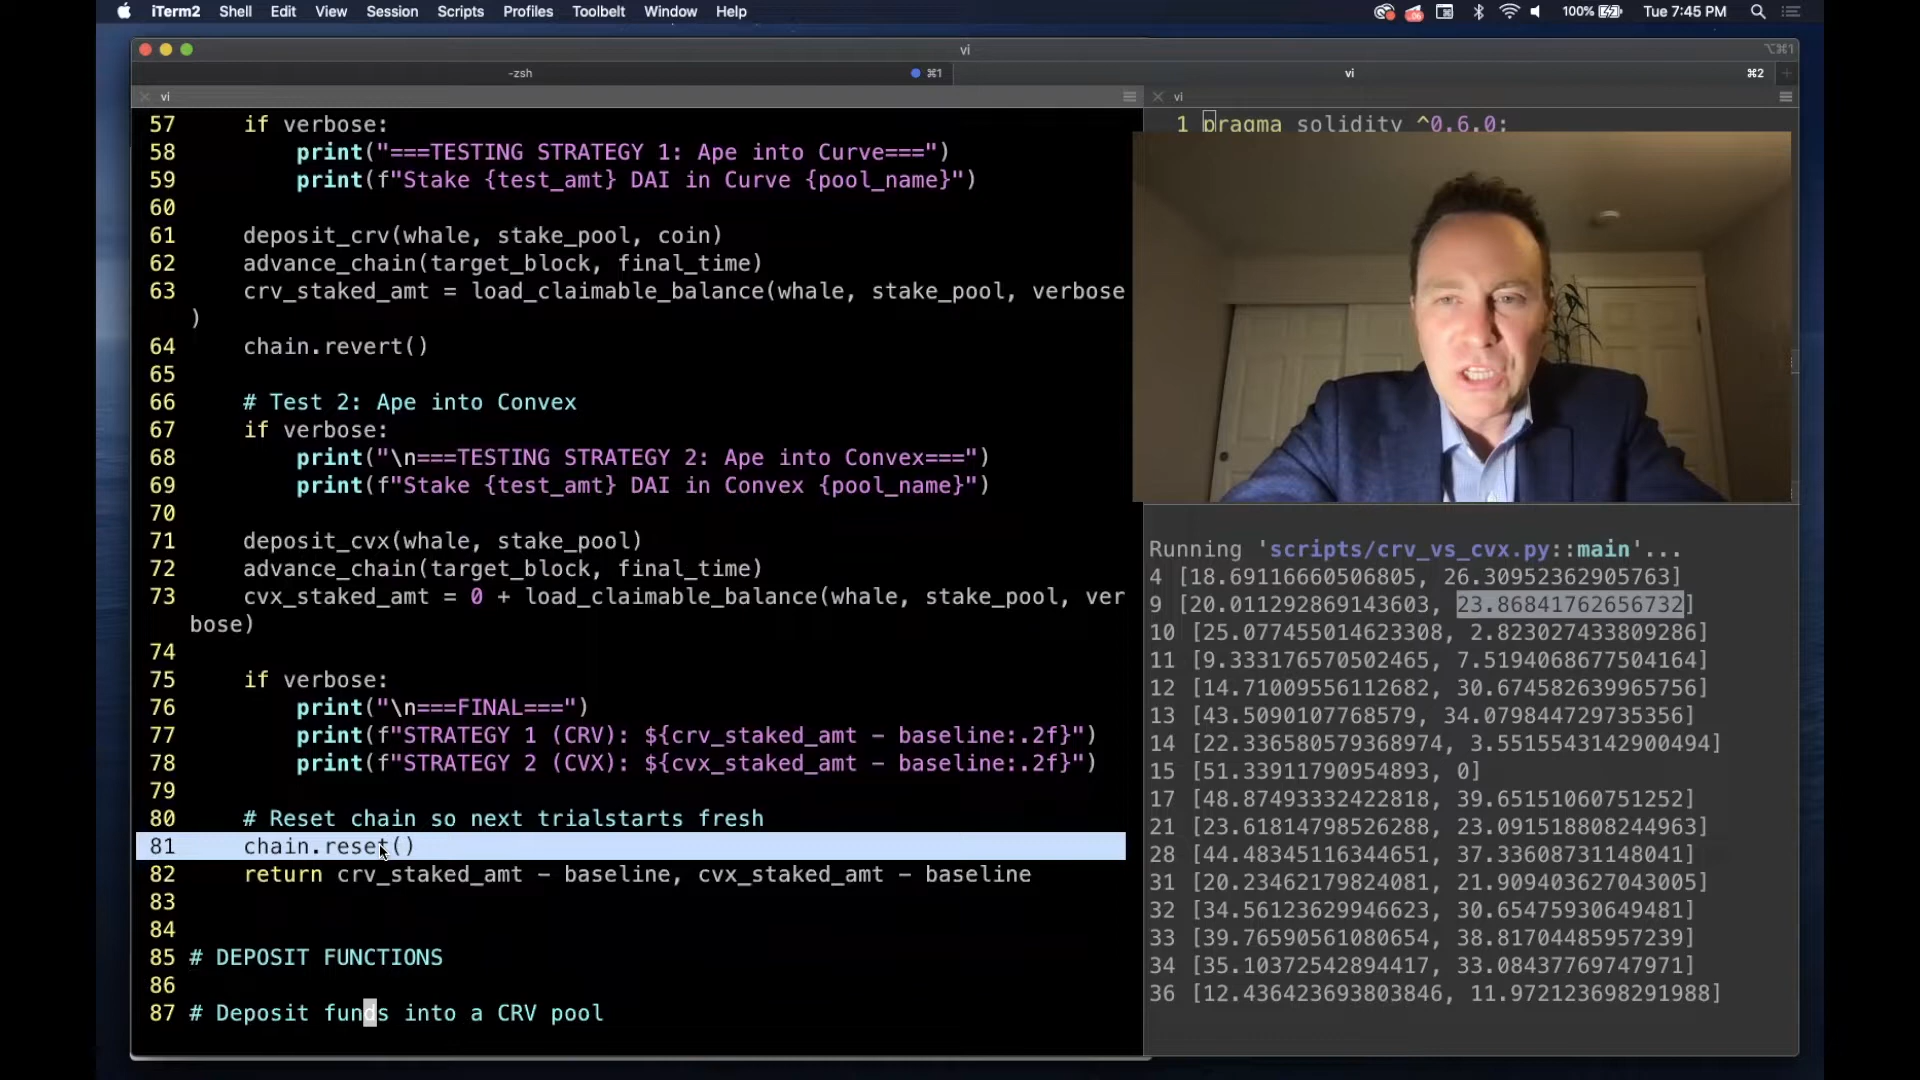 iTerm2 Shell Edit View Session Scripts Profiles Toolbelt Window Help 100% Tue 7:45 PM
vi ⌥⌘1
-zsh ⌘1 vi ⌘2
vi
57 if verbose:
58 print("===TESTING STRATEGY 1: Ape into Curve===")
59 print(f"Stake {test_amt} DAI in Curve {pool_name}")
60
61 deposit_crv(whale, stake_pool, coin)
62 advance_chain(target_block, final_time)
63 crv_staked_amt = load_claimable_balance(whale, stake_pool, verbose
)
64 chain.revert()
65
66 # Test 2: Ape into Convex
67 if verbose:
68 print("\n===TESTING STRATEGY 2: Ape into Convex===")
69 print(f"Stake {test_amt} DAI in Convex {pool_name}")
70
71 deposit_cvx(whale, stake_pool)
72 advance_chain(target_block, final_time)
73 cvx_staked_amt = 0 + load_claimable_balance(whale, stake_pool, ver
bose)
74
75 if verbose:
76 print("\n===FINAL===")
77 print(f"STRATEGY 1 (CRV): ${crv_staked_amt - baseline:.2f}")
78 print(f"STRATEGY 2 (CVX): ${cvx_staked_amt - baseline:.2f}")
79
80 # Reset chain so next trialstarts fresh
81 chain.reset()
82 return crv_staked_amt - baseline, cvx_staked_amt - baseline
83
84
85 # DEPOSIT FUNCTIONS
86
87 # Deposit funds into a CRV pool
vi
1 pragma solidity ^0.6.0;
Running 'scripts/crv_vs_cvx.py::main'...
4 [18.69116660506805, 26.30952362905763]
9 [20.011292869143603, 23.86841762656732]
10 [25.077455014623308, 2.823027433809286]
11 [9.333176570502465, 7.5194068677504164]
12 [14.71009556112682, 30.674582639965756]
13 [43.5090107768579, 34.079844729735356]
14 [22.336580579368974, 3.5515543142900494]
15 [51.33911790954893, 0]
17 [48.87493332422818, 39.65151060751252]
21 [23.61814798526288, 23.091518808244963]
28 [44.48345116344651, 37.33608731148041]
31 [20.23462179824081, 21.909403627043005]
32 [34.56123629946623, 30.65475930649481]
33 [39.76590561080654, 38.81704485957239]
34 [35.10372542894417, 33.08437769747971]
36 [12.436423693803846, 11.972123698291988]